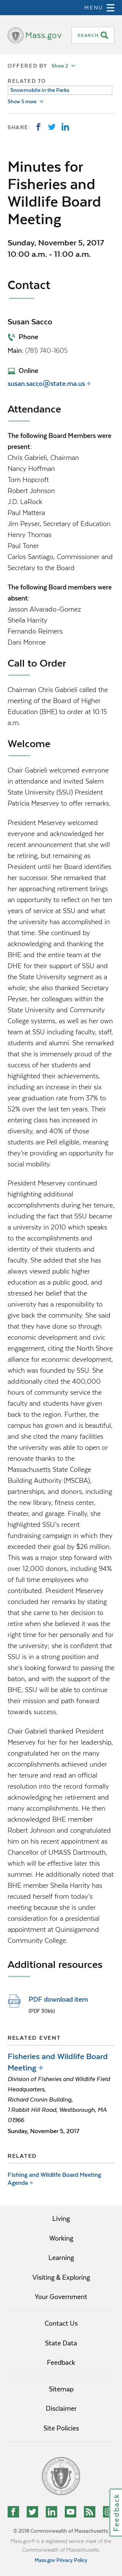 MENU
Mass.gov
SEARCH
OFFERED BY Show 2
RELATED TO
Snowmobile in the Parks
Show 5 more
SHARE:
Minutes for
Fisheries and
Wildlife Board
Meeting
Sunday, November 5, 2017
10:00 a.m. - 11:00 a.m.
Contact
Susan Sacco
Phone
Main: (781) 740-1605
Online
susan.sacco@state.ma.us
Attendance
The following Board Members were
present:
Chris Gabrieli, Chairman
Nancy Hoffman
Tom Hopcroft
Robert Johnson
J.D. LaRock
Paul Mattera
Jim Peyser, Secretary of Education
Henry Thomas
Paul Toner
Carlos Santiago, Commissioner and
Secretary to the Board
The following Board members were
absent:
Jasson Alvarado-Gomez
Sheila Harrity
Fernando Reimers
Dani Monroe
Call to Order
Chairman Chris Gabrieli called the
meeting of the Board of Higher
Education (BHE) to order at 10:15
a.m.
Welcome
Chair Gabrieli welcomed everyone
in attendance and invited Salem
State University (SSU) President
Patricia Meservey to offer remarks.
President Meservey welcomed
everyone and acknowledged her
recent announcement that she will
be retiring, but remaining as
President until her Board identifies
her successor. She remarked that
she is happy to reflect over her ten
years of service at SSU and what
university has done in that time.
She continued by
acknowledging and thanking the
BHE and the entire team at the
DHE for their support of SSU and
the State University segment as a
whole; she also thanked Secretary
Peyser, her colleagues within the
State University and Community
College systems, as well as her own
team at SSU including faculty, staff,
students and alumni. She remarked
on the success of SSU and
highlighted some of the
achievements of her university,
including the increase in its six
year graduation rate from 37% to
52% over the last ten years. Their
entering class has increased in
diversity, and 40% of those
students are Pell eligible, meaning
they're providing an opportunity for
social mobility.
President Meservey continued
highlighting and additional
accomplishments during her tenure,
including the fact that SSU became
a university in 2010 which speaks
to the accomplishments and
identity of its students and
faculty. She added that she has
always viewed public higher
education as a public good, and
stressed her belief that the
university has a responsibility to
give back the community. She
added on the work done through
economic development and civic
engagement, citing the North Shore
alliance for economic development
which was founded by SSU. She
additionally cited the 400,000
hours of community service the
faculty and students have given
back to the region. Further, the
campus has grown enormously as a
result, and she cited the many new
facilities the university was able to
open or renovate thanks to the
Massachusetts State College
Building Authority (MSCBA),
partnerships, and donors, including
the new library, fitness center,
theater, and garage. Finally, she
highlighted SSU's recent
fundraising campaign in which they
exceeded their goal by $26 million.
This was a major step forward with
over 12,000 donors, including 94%
of full time employees who
contributed. President Meservey
concluded her remarks by stating
that she came to her decision to
retire when she believed it was the
right time for her personally and for
the university; she is confident that
SSU is in a strong position and
she's looking forward to passing the
baton to the next president, who
will work with the campus, with the
BHE, SSU will be able to continue
their mission and path forward
towards success.
Chair Gabrieli thanked President
Meservey for her for her leadership,
congratulated her on the many
accomplishments achieved under
her tenure and read an official
resolution into the record formally
acknowledging her retirement and
many accomplishments. He then
acknowledged BHE member
Robert Johnson and congratulated
him on his recent appointment as
Chancellor of UMASS Dartmouth,
which will be effective later this
summer. He additionally noted that
BHE member Sheila Harrity has
recused herself from today's
meeting because she is under
consideration for a presidential
appointment at Quinsigamond
Community College.
Additional resources
PDF download item
(PDF 30kb)
RELATED EVENT
Fisheries and Wildlife Board
Meeting
Division of Fisheries and Wildlife Field
Headquarters,
Richard Cronin Building,
1 Rabbit Hill Road, Westborough, MA
01966
Sunday, November 5, 2017
RELATED
Fishing and Wildlife Board Meeting
Agenda
Living
Working
Learning
Visiting & Exploring
Your Government
Contact Us
State Data
Feedback
Sitemap
Disclaimer
Site Policies
Feedback
© 2018 Commonwealth of Massachusetts.
Mass.gov® is a registered service mark of the
Commonwealth of Massachusetts.
Mass.gov Privacy Policy